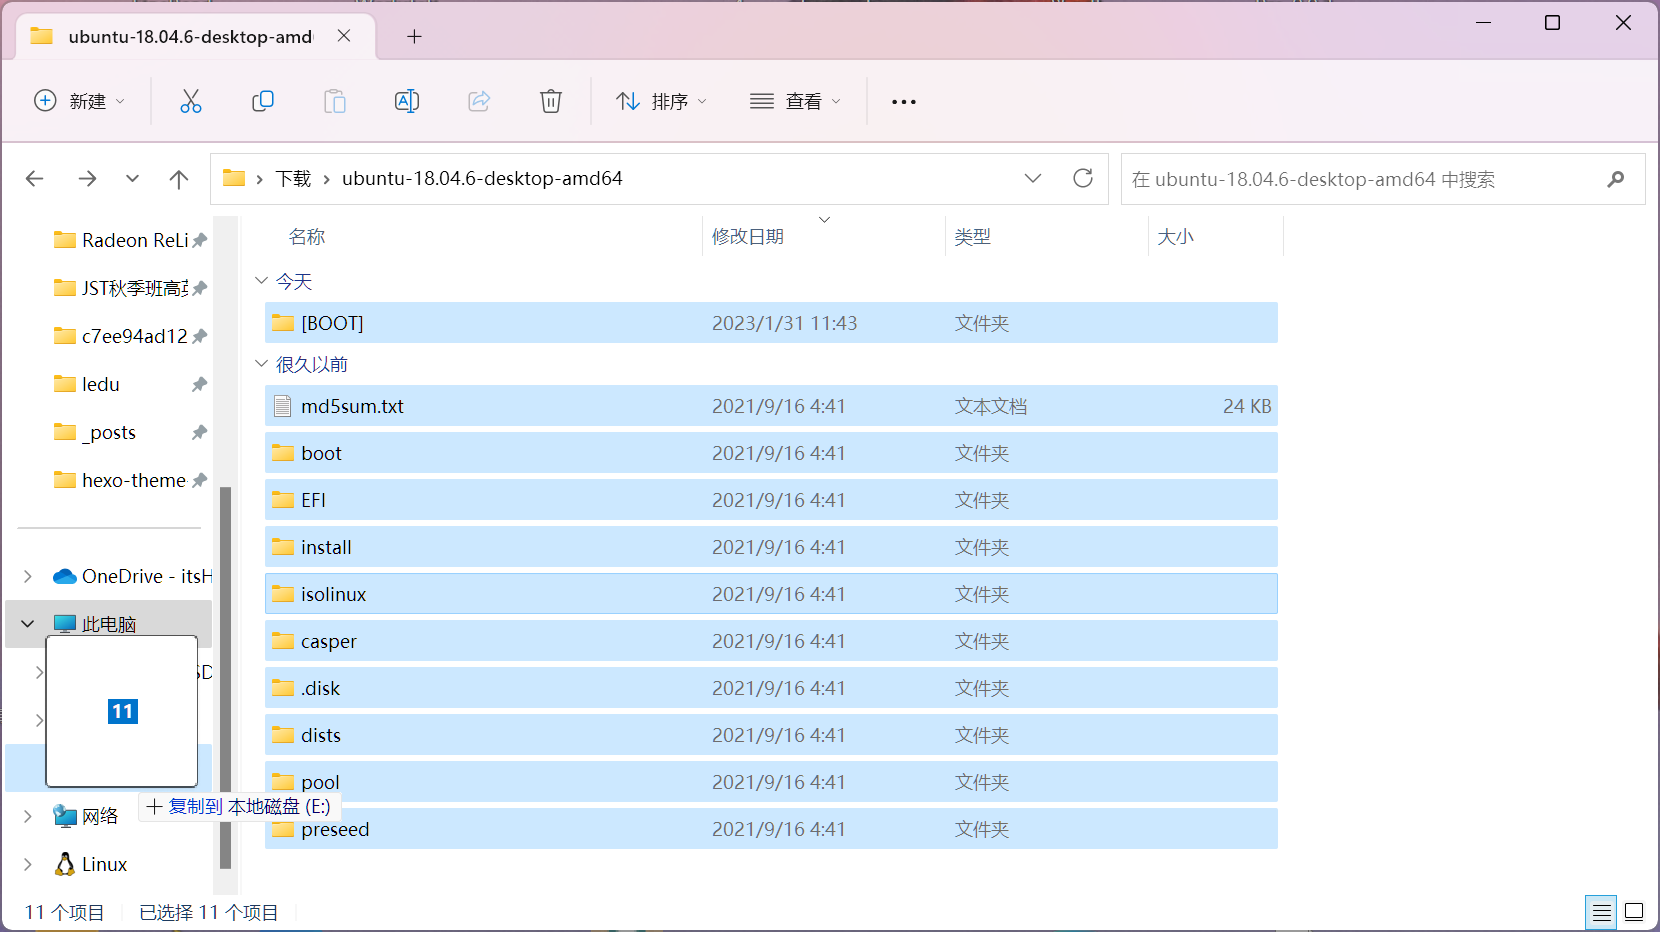 ubuntu-18.04.6-desktop-amd
新建
排序
查看
下载 ubuntu-18.04.6-desktop-amd64
在 ubuntu-18.04.6-desktop-amd64 中搜索
Radeon ReLi
JST秋季班高英
c7ee94ad12
ledu
_posts
hexo-theme-
OneDrive - itsH
此电脑
SD
11
网络
Linux
名称 修改日期 类型 大小
今天
[BOOT] 2023/1/31 11:43 文件夹
很久以前
md5sum.txt 2021/9/16 4:41 文本文档 24 KB
boot 2021/9/16 4:41 文件夹
EFI 2021/9/16 4:41 文件夹
install 2021/9/16 4:41 文件夹
isolinux 2021/9/16 4:41 文件夹
casper 2021/9/16 4:41 文件夹
.disk 2021/9/16 4:41 文件夹
dists 2021/9/16 4:41 文件夹
pool 2021/9/16 4:41 文件夹
复制到 本地磁盘 (E:)
preseed 2021/9/16 4:41 文件夹
11 个项目 已选择 11 个项目